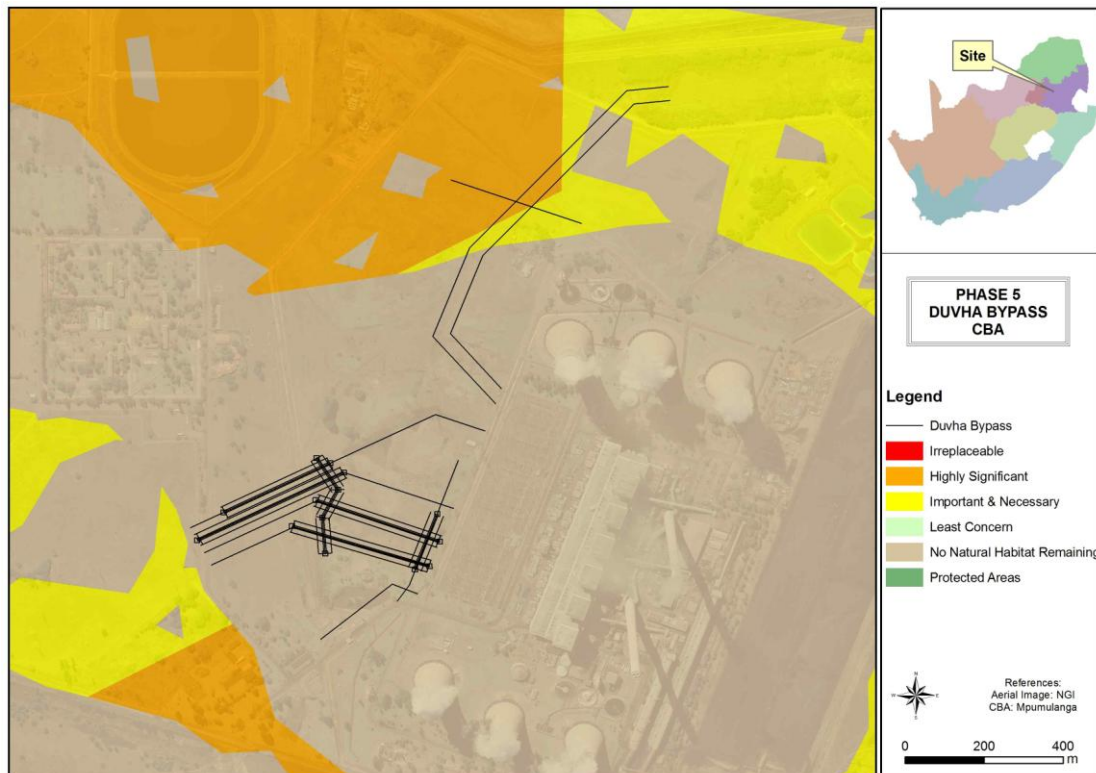 Site
PHASE 5
DUVHA BYPASS
CBA
Legend
Duvha Bypass
Irreplaceable
Highly Significant
Important & Necessary
Least Concern
No Natural Habitat Remaining
Protected Areas
N
W
E
S
References:
Aerial Image: NGI
CBA: Mpumulanga
0 200 400
m